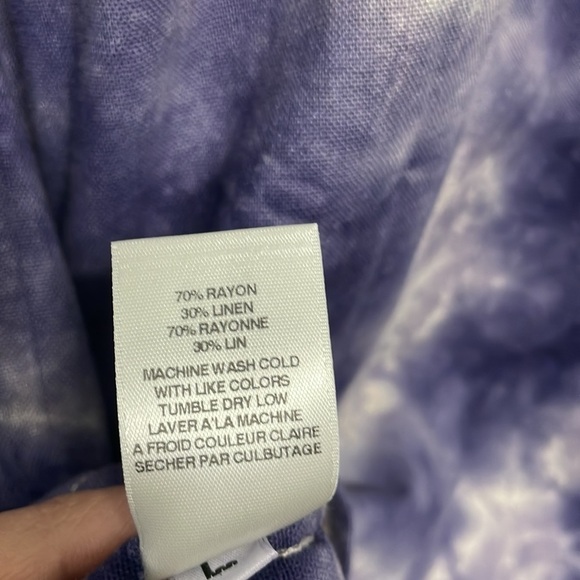 70% RAYON
30% LINEN
70% RAYONNE
30% LIN
MACHINE WASH COLD
WITH LIKE COLORS
TUMBLE DRY LOW
LAVER A'LA MACHINE
A FROID COULEUR CLAIRE
SECHER PAR CULBUTAGE